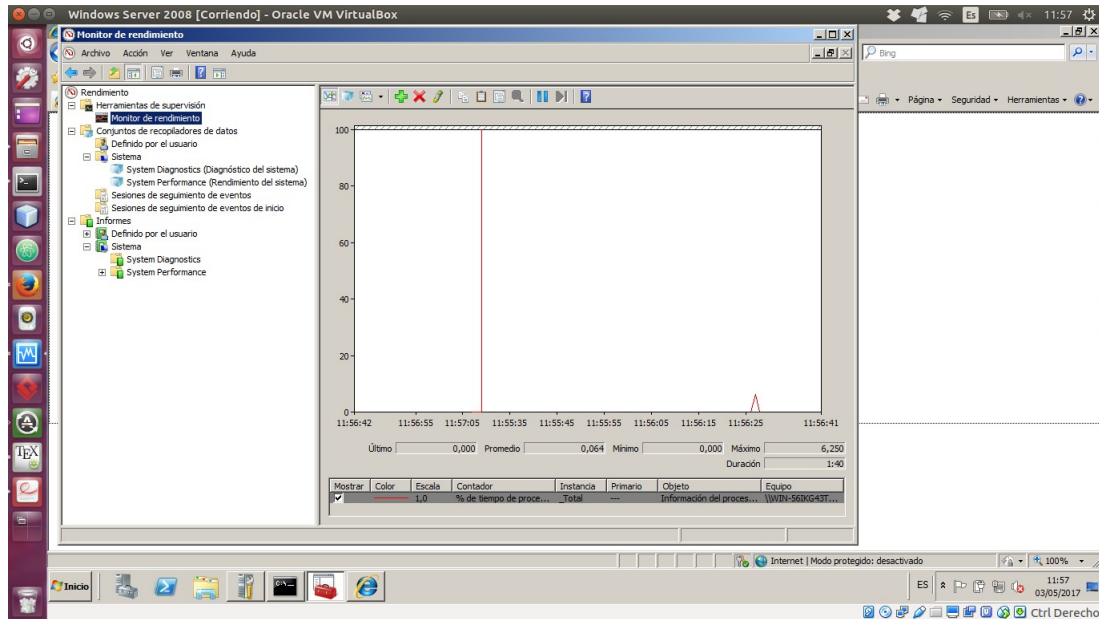 Windows Server 2008 [Corriendo] - Oracle VM VirtualBox
Es
11:57
Monitor de rendimiento
Archivo Acción Ver Ventana Ayuda
Bing
Página Seguridad Herramientas
Rendimiento
Herramientas de supervisión
Monitor de rendimiento
Conjuntos de recopiladores de datos
Definido por el usuario
Sistema
System Diagnostics (Diagnóstico del sistema)
System Performance (Rendimiento del sistema)
Sesiones de seguimiento de eventos
Sesiones de seguimiento de eventos de inicio
Informes
Definido por el usuario
Sistema
System Diagnostics
System Performance
100
80
60
40
20
0
11:56:42 11:56:55 11:57:05 11:55:35 11:55:45 11:55:55 11:56:05 11:56:15 11:56:25 11:56:41
Último 0,000 Promedio 0,064 Mínimo 0,000 Máximo 6,250
Duración 1:40
Mostrar Color Escala Contador Instancia Primario Objeto Equipo
1,0 % de tiempo de proce... _Total --- Información del proces... \\WIN-56IKG43T...
TEX
Internet | Modo protegido: desactivado
100%
Inicio
C:\_
ES
11:57
03/05/2017
Ctrl Derecho